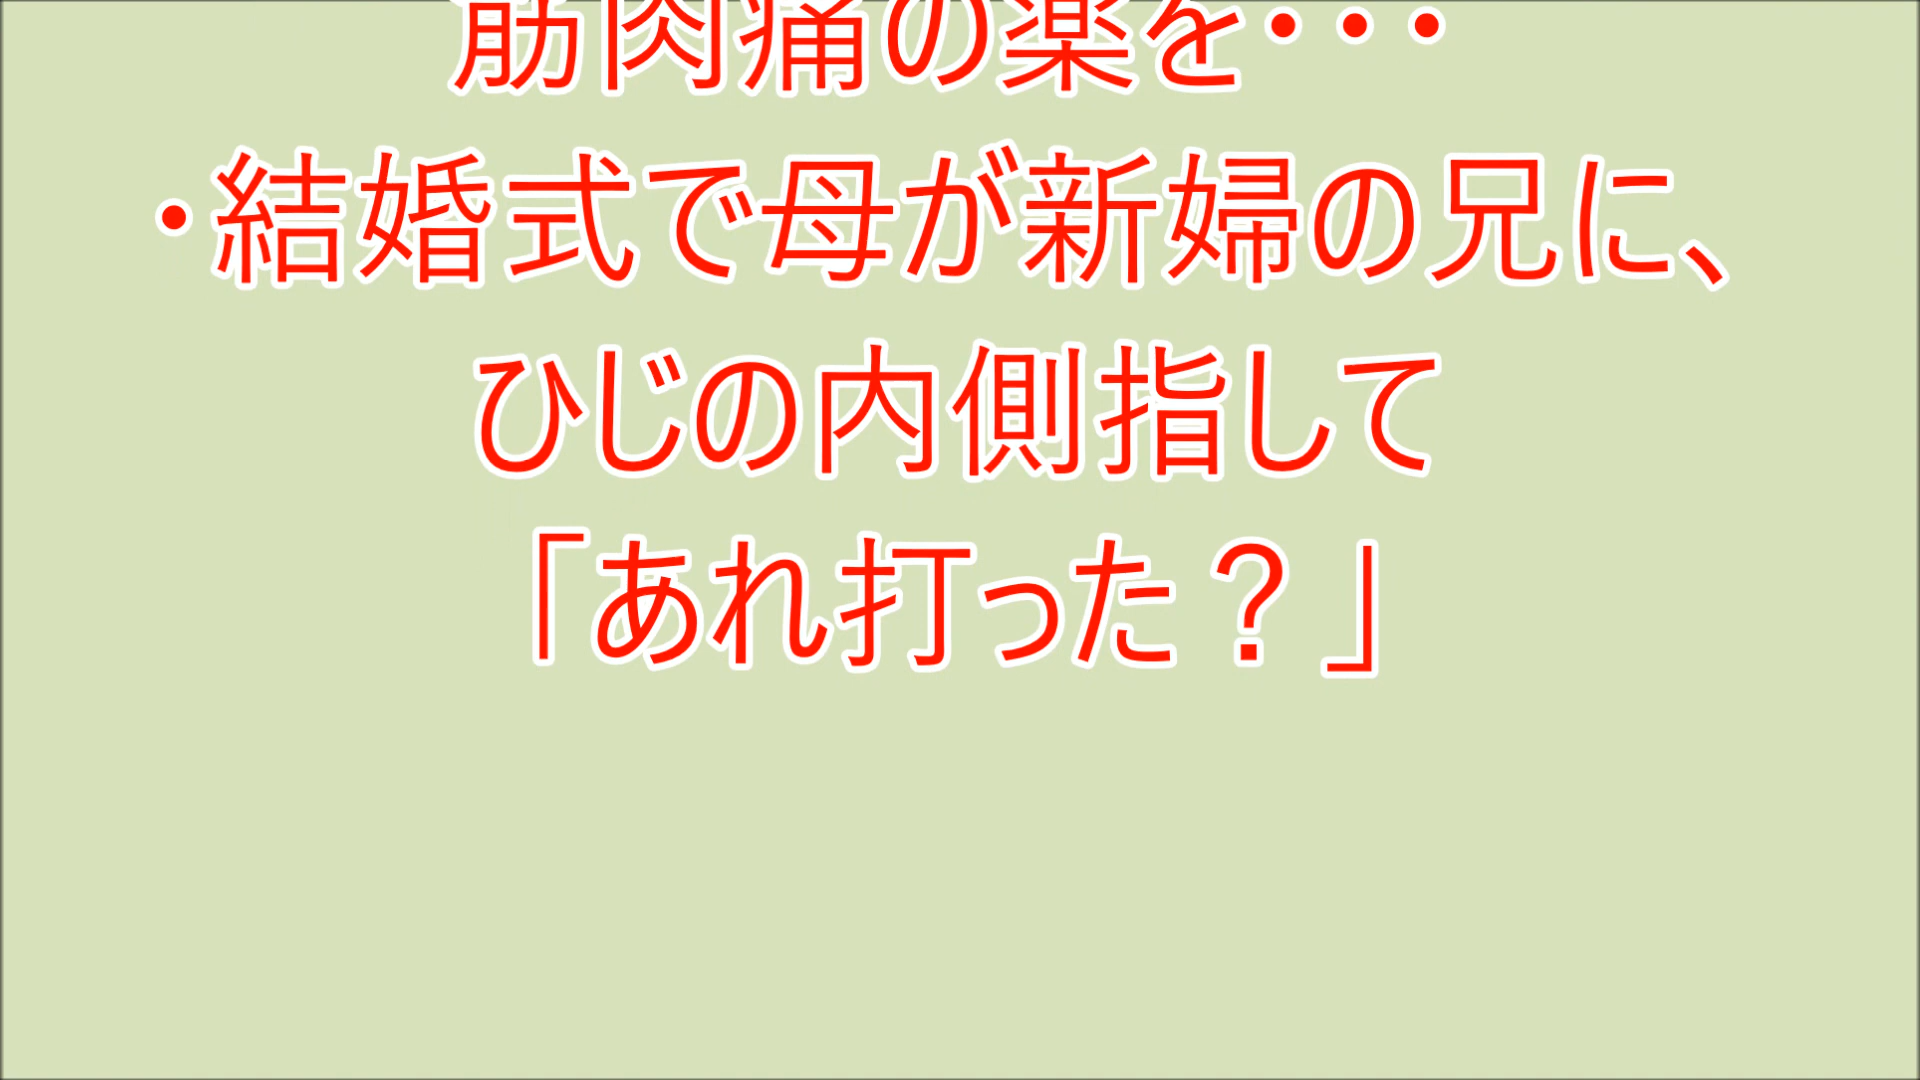 筋肉痛の薬を・・・
・結婚式で母が新婦の兄に、
ひじの内側指して
「あれ打った？」